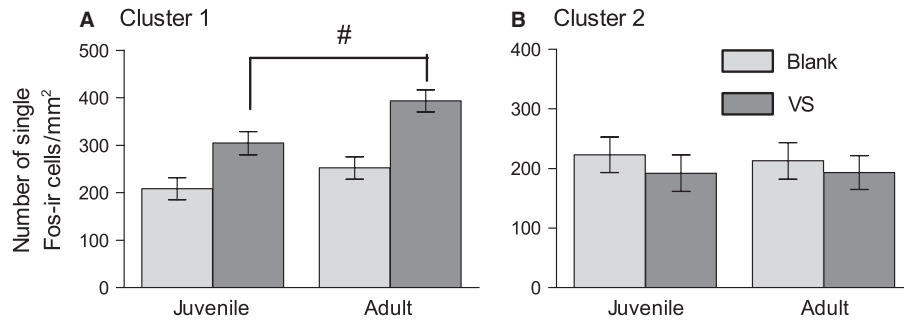 A Cluster 1
Number of single
Fos-ir cells/mm²
500
400
300
200
100
0
#
Juvenile Adult
B Cluster 2
400
300
200
100
0
Blank
VS
Juvenile Adult